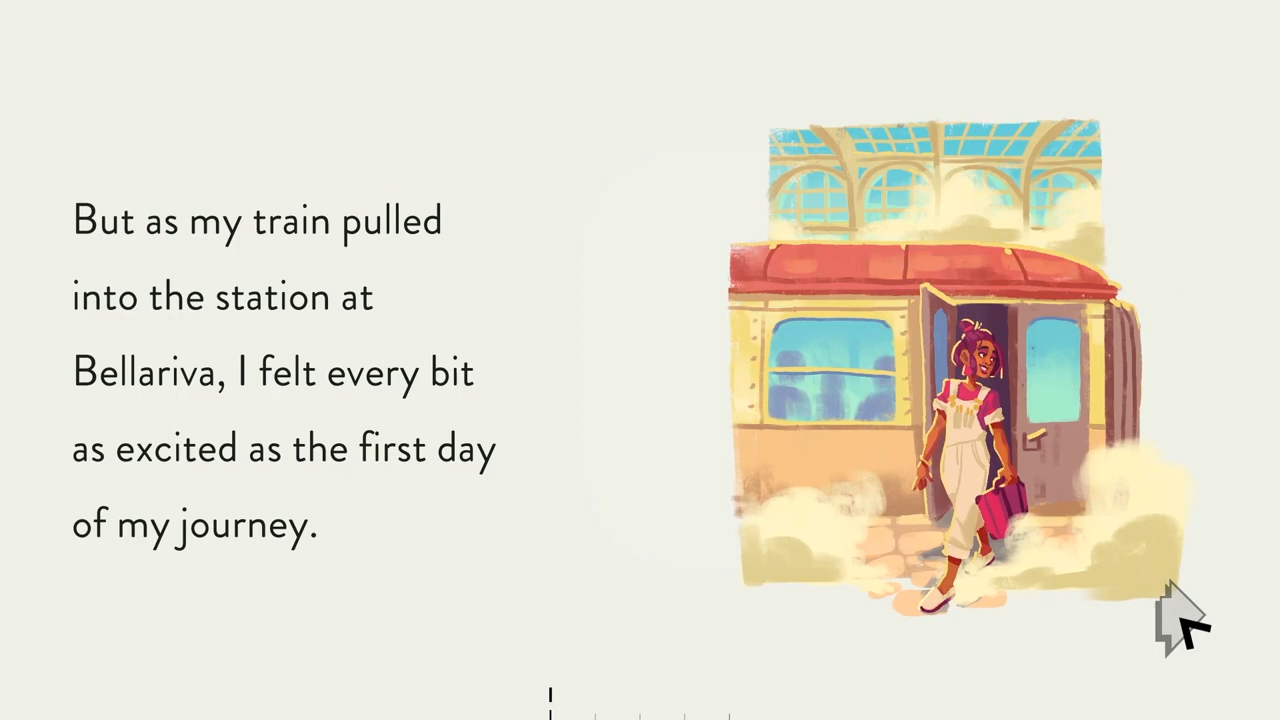 But as my train pulled
into the station at
Bellariva, I felt every bit
as excited as the first day
of my journey.